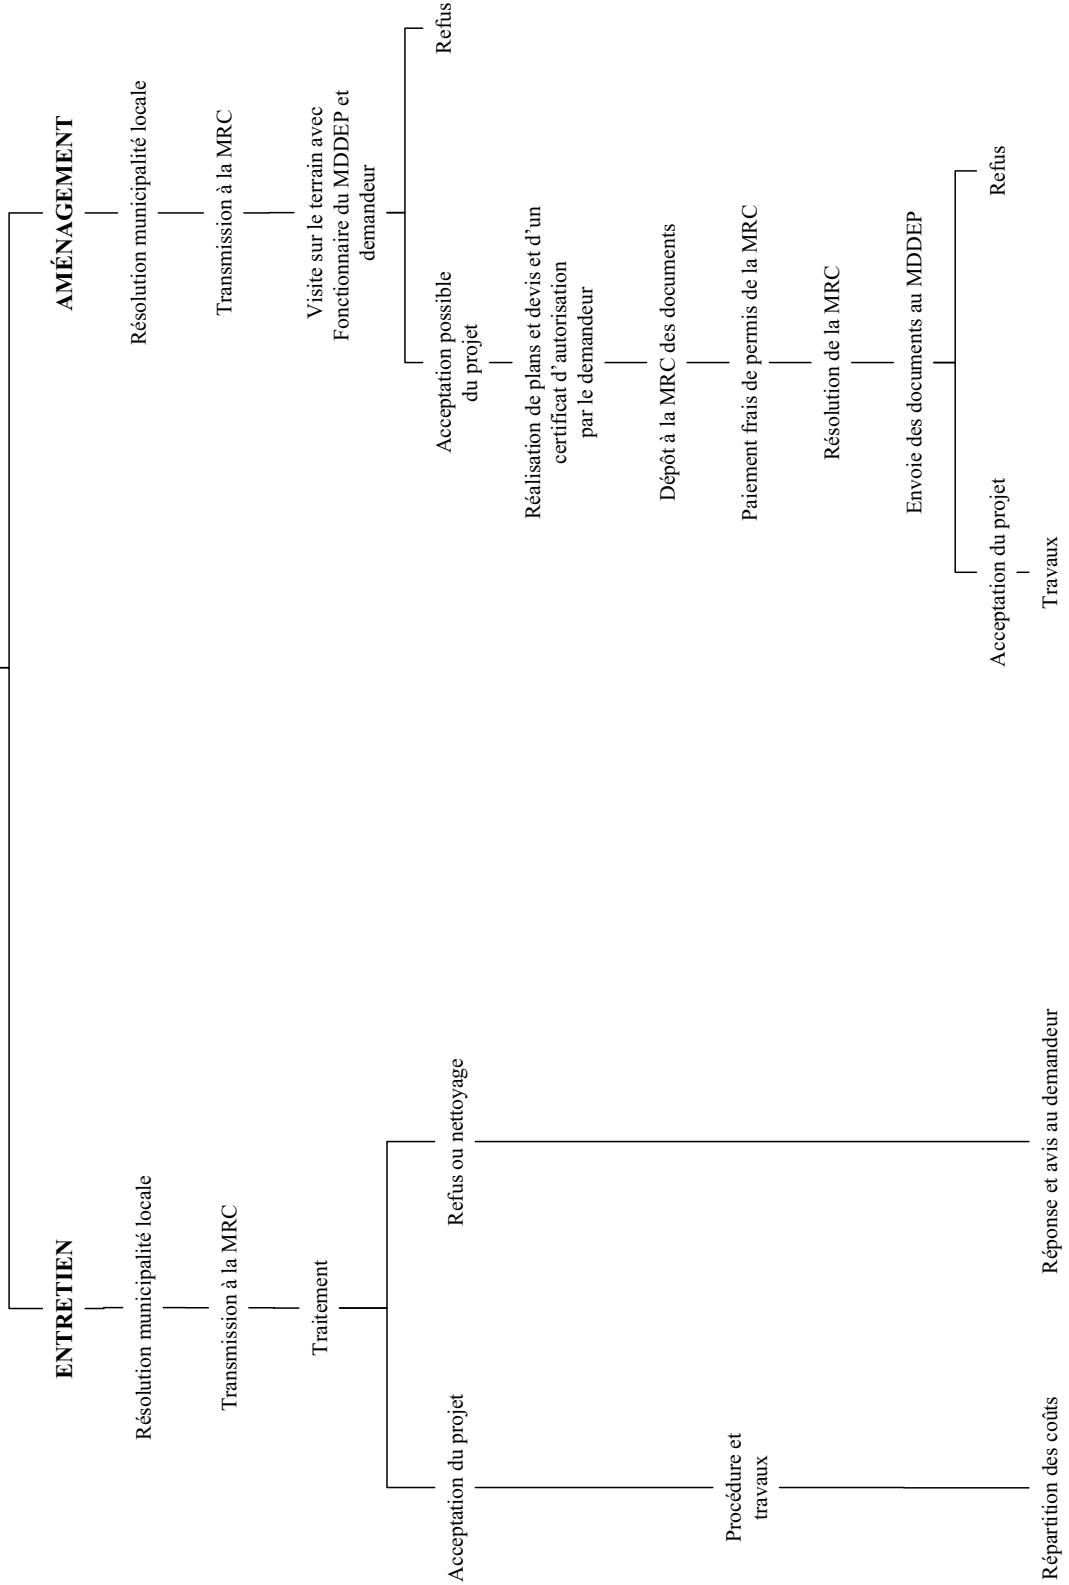 ENTRETIEN
Résolution municipalité locale
Transmission à la MRC
Traitement
Acceptation du projet
Procédure et
travaux
Répartition des coûts
Refus ou nettoyage
Réponse et avis au demandeur
AMÉNAGEMENT
Résolution municipalité locale
Transmission à la MRC
Visite sur le terrain avec
Fonctionnaire du MDDEP et
demandeur
Acceptation possible
du projet
Réalisation de plans et devis et d'un
certificat d'autorisation
par le demandeur
Dépôt à la MRC des documents
Paiement frais de permis de la MRC
Résolution de la MRC
Envoie des documents au MDDEP
Acceptation du projet
Travaux
Refus
Refus